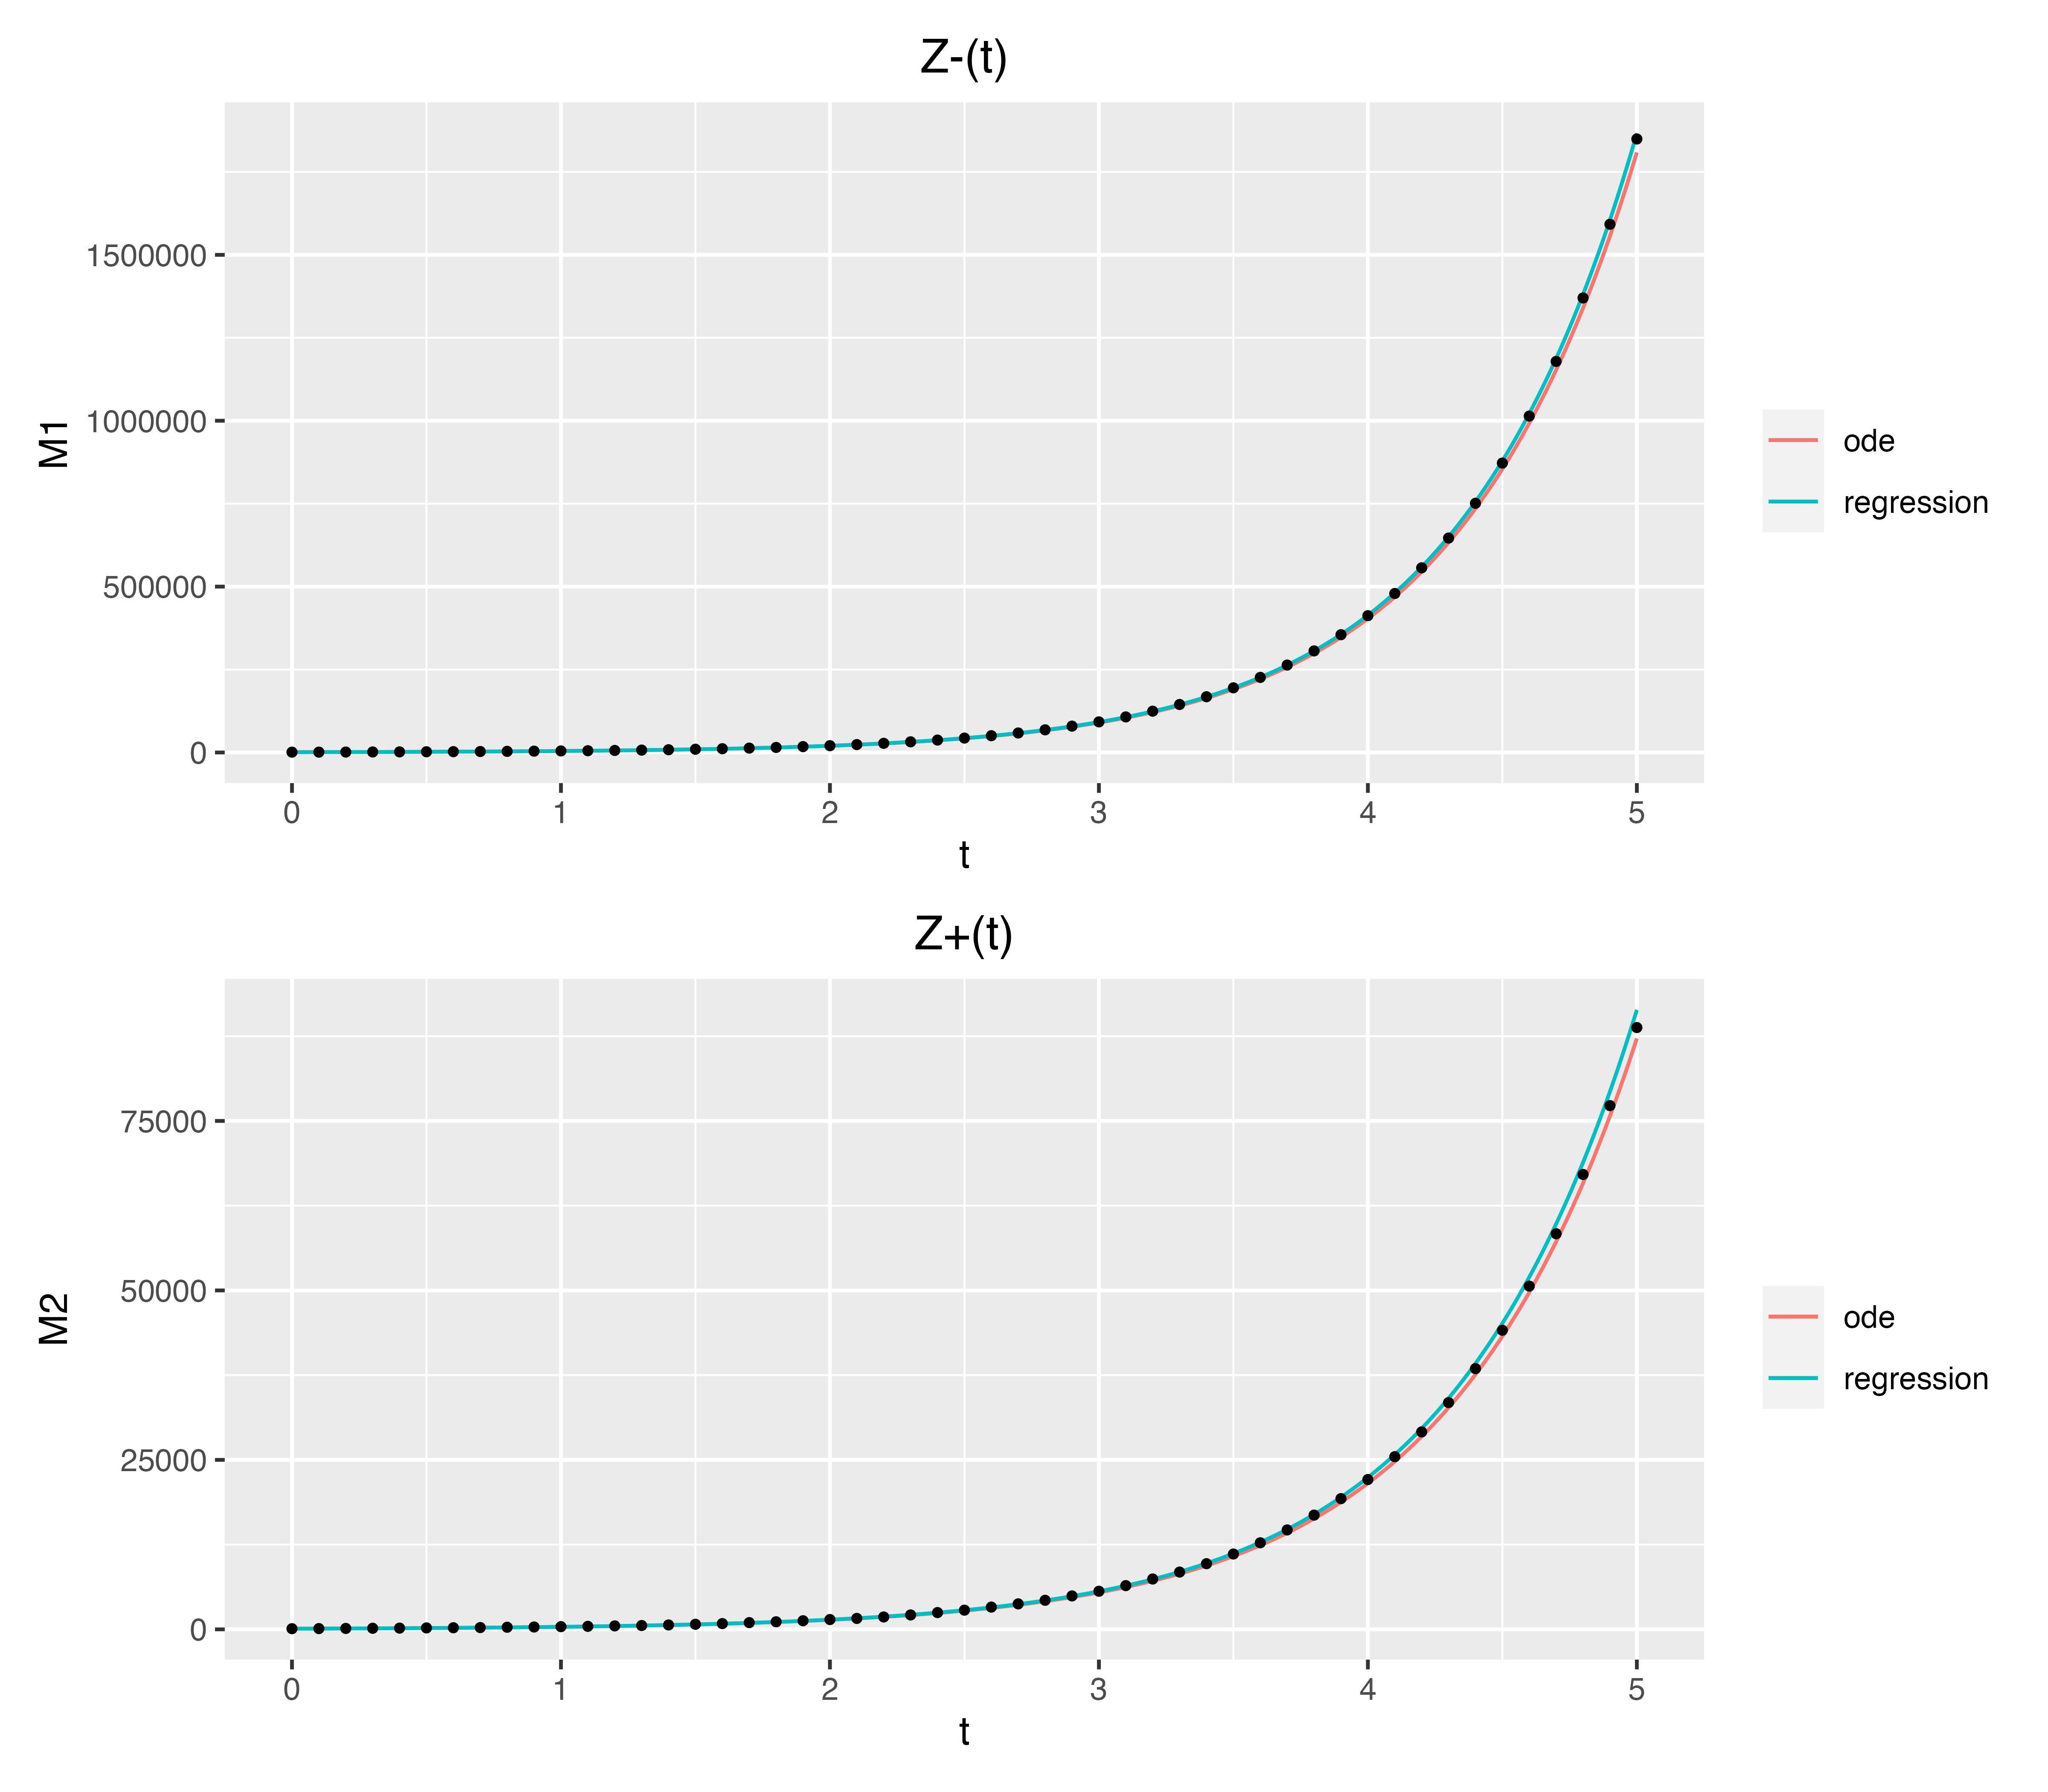 Z-(t)
M1
1500000
1000000
500000
0
0 1 2 3 4 5
t
ode
regression
Z+(t)
M2
75000
50000
25000
0
0 1 2 3 4 5
t
ode
regression